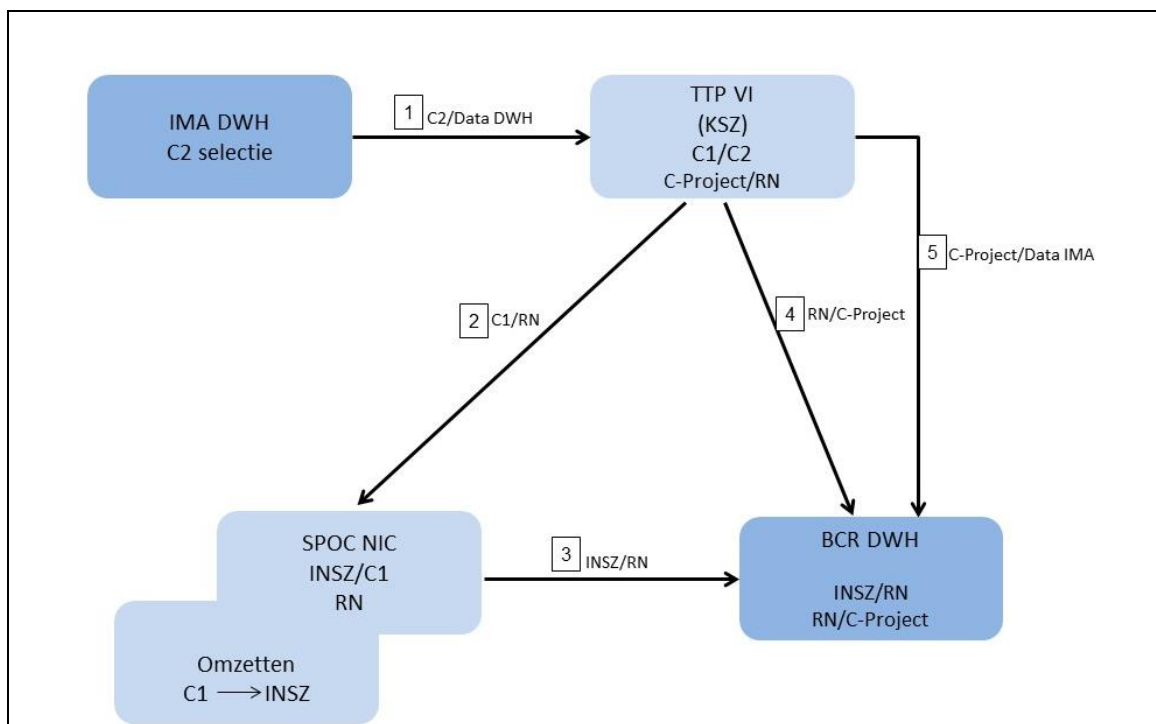 IMA DWH
C2 selectie
1 C2/Data DWH
TTP VI
(KSZ)
C1/C2
C-Project/RN
5 C-Project/Data IMA
2 C1/RN
4 RN/C-Project
SPOC NIC
INSZ/C1
RN
3 INSZ/RN
BCR DWH
INSZ/RN
RN/C-Project
Omzetten
C1 → INSZ